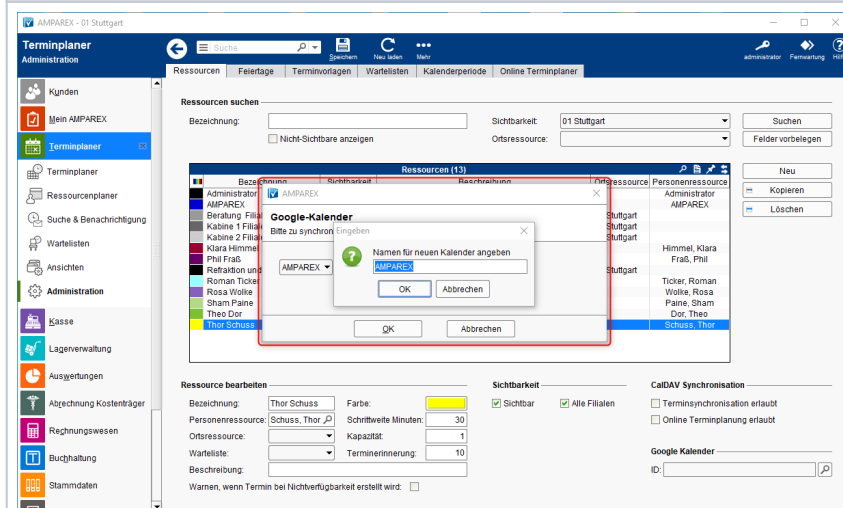 AMPAREX - 01 Stuttgart
Terminplaner
Administration
Suche
Speichern
Neu laden
Mehr
administrator
Fernwartung
Hilf
Ressourcen
Feiertage
Terminvorlagen
Wartelisten
Kalenderperiode
Online Terminplaner
Kunden
Mein AMPAREX
Terminplaner
Terminplaner
Ressourcenplaner
Suche & Benachrichtigung
Wartelisten
Ansichten
Administration
Kasse
Lagerverwaltung
Auswertungen
Abrechnung Kostenträger
Rechnungswesen
Buchhaltung
Stammdaten
Ressourcen suchen
Bezeichnung:
Sichtbarkeit:
01 Stuttgart
Suchen
Nicht-Sichtbare anzeigen
Ortsressource:
Felder vorbelegen
Ressourcen (13)
Neu
Kopieren
Löschen
Bezeichnung
Sichtbarkeit
Beschreibung
Ortsressource
Personenressource
Administrator
Administrator
AMPAREX
AMPAREX
Beratung Filia
Stuttgart
Kabine 1 Filia
Stuttgart
Kabine 2 Filia
Stuttgart
Klara Himmel
Himmel, Klara
Phil Fraß
Fraß, Phil
Refraktion und
Stuttgart
Roman Ticker
Ticker, Roman
Rosa Wolke
Wolke, Rosa
Sham Paine
Paine, Sham
Theo Dor
Dor, Theo
Thor Schuss
Schuss, Thor
AMPAREX
Google-Kalender
Bitte zu synchron
AMPAREX
OK
Abbrechen
Eingeben
Namen für neuen Kalender angeben
AMPAREX
OK
Abbrechen
Ressource bearbeiten
Bezeichnung:
Thor Schuss
Farbe:
Personenressource:
Schuss, Thor
Schrittweite Minuten:
30
Ortsressource:
Kapazität:
1
Warteliste:
Terminerinnerung:
10
Beschreibung:
Warnen, wenn Termin bei Nichtverfügbarkeit erstellt wird:
Sichtbarkeit
Sichtbar
Alle Filialen
CalDAV Synchronisation
Terminsynchronisation erlaubt
Online Terminplanung erlaubt
Google Kalender
ID: